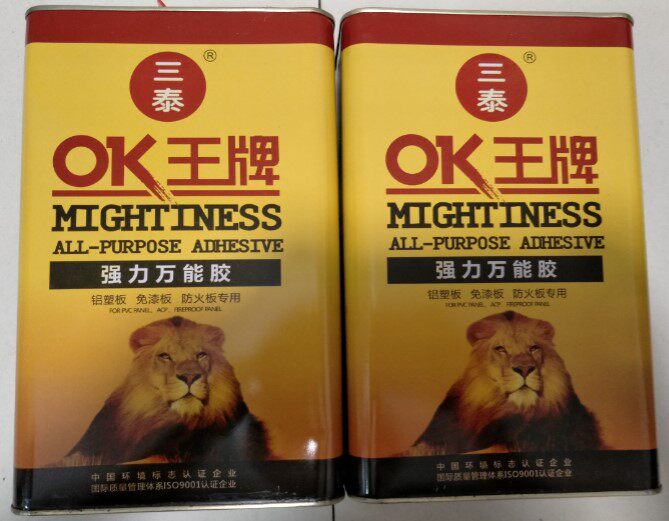 三泰
®
OK王牌
MIGHTINESS
ALL-PURPOSE ADHESIVE
强力万能胶
铝塑板 免漆板 防火板专用
FOR PVC PANEL、ACP、FIREPROOF PANEL
中国环境标志认证企业
国际质量管理体系ISO9001认证企业
三泰
®
OK王牌
MIGHTINESS
ALL-PURPOSE ADHESIVE
强力万能胶
铝塑板 免漆板 防火板专用
FOR PVC PANEL、ACP、FIREPROOF PANEL
中国环境标志认证企业
国际质量管理体系ISO9001认证企业